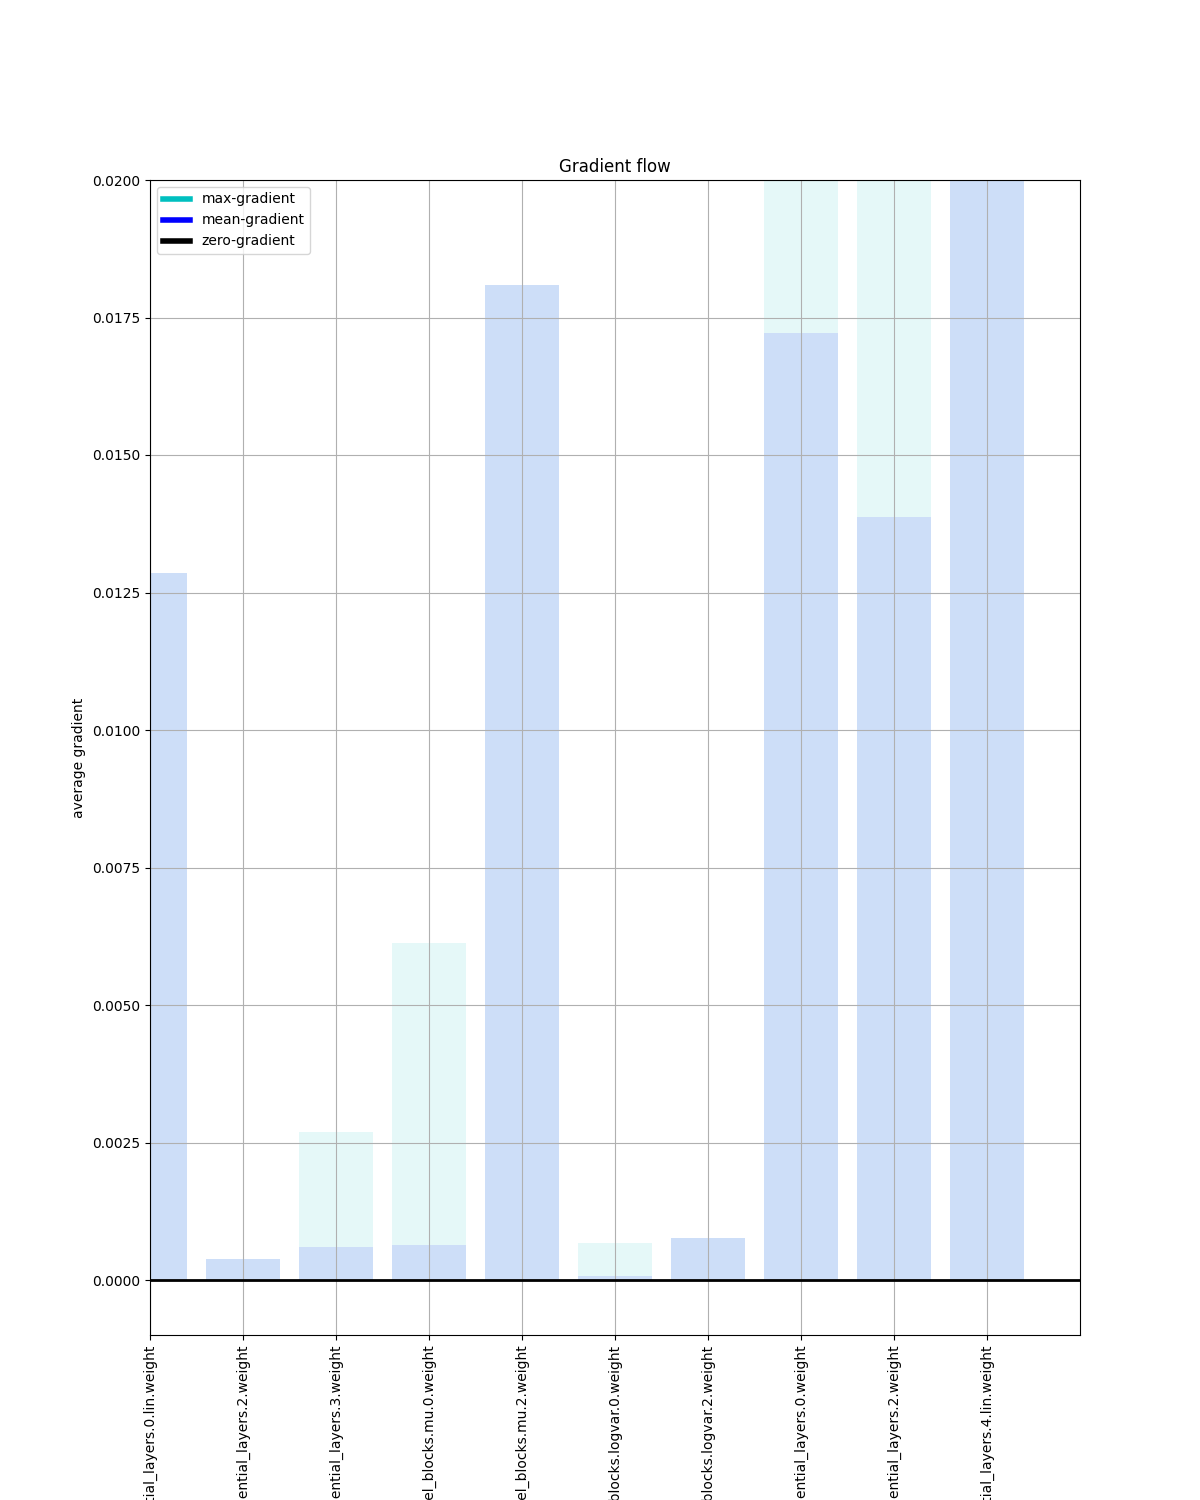 Gradient flow
max-gradient
mean-gradient
zero-gradient
0.0200
0.0175
0.0150
0.0125
0.0100
0.0075
0.0050
0.0025
0.0000
average gradient
tial_layers.0.lin.weight
ential_layers.2.weight
ential_layers.3.weight
el_blocks.mu.0.weight
el_blocks.mu.2.weight
blocks.logvar.0.weight
blocks.logvar.2.weight
ential_layers.0.weight
ential_layers.2.weight
tial_layers.4.lin.weight